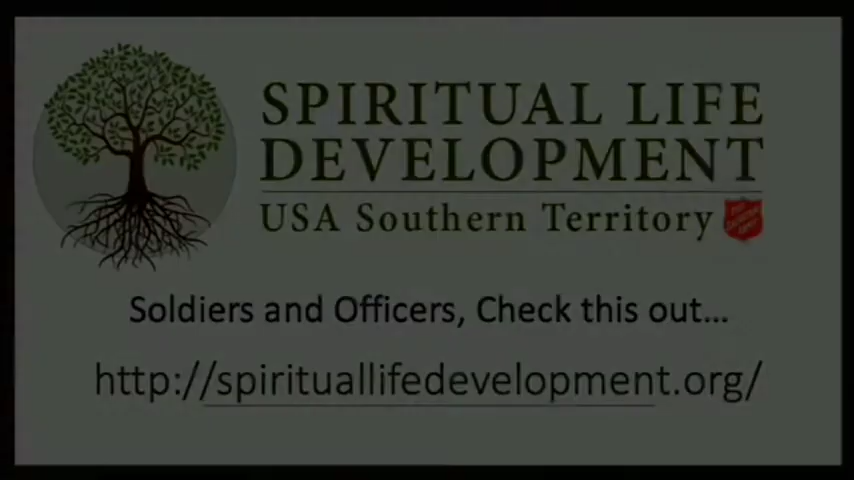 SPIRITUAL LIFE
DEVELOPMENT
USA Southern Territory
Soldiers and Officers, Check this out...
http://spirituallifedevelopment.org/